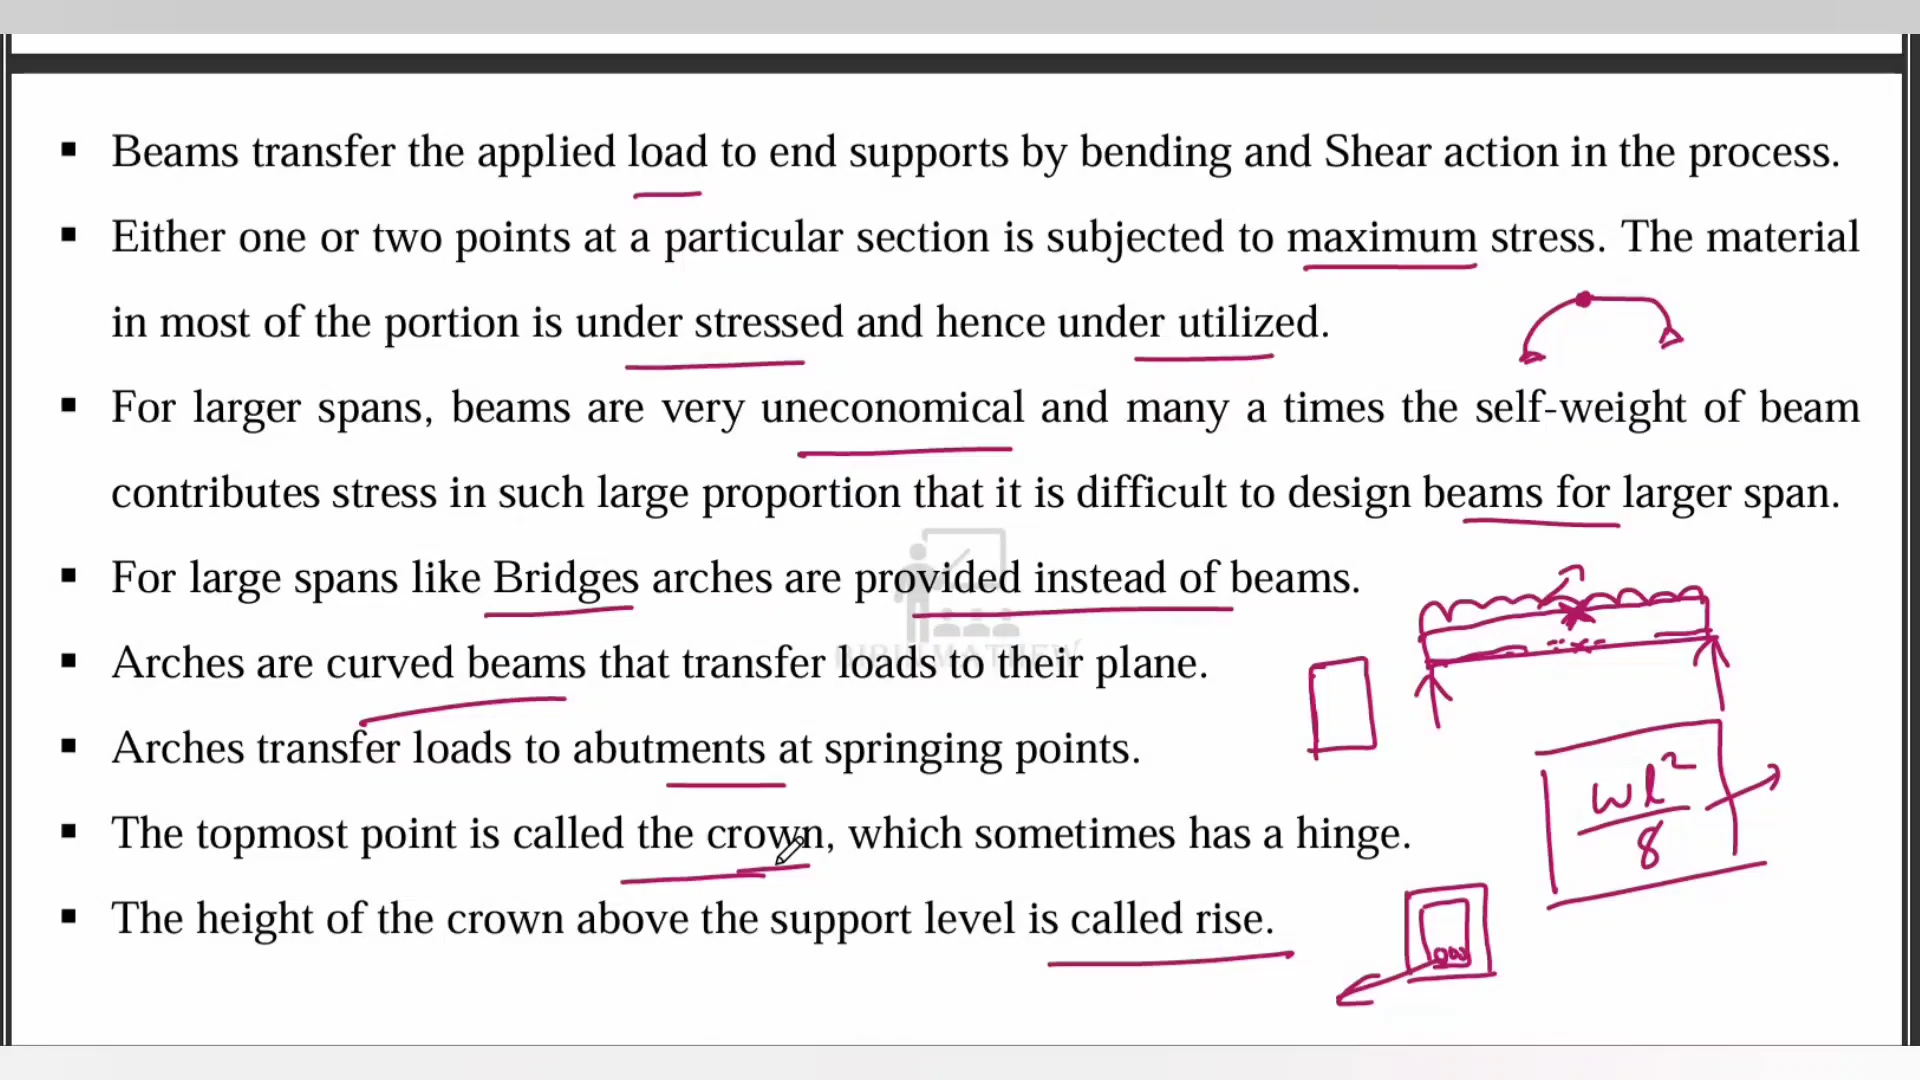 ▪ Beams transfer the applied load to end supports by bending and Shear action in the process.
▪ Either one or two points at a particular section is subjected to maximum stress. The material
in most of the portion is under stressed and hence under utilized.
▪ For larger spans, beams are very uneconomical and many a times the self-weight of beam
contributes stress in such large proportion that it is difficult to design beams for larger span.
▪ For large spans like Bridges arches are provided instead of beams.
▪ Arches are curved beams that transfer loads to their plane.
▪ Arches transfer loads to abutments at springing points.
wl²
8
▪ The topmost point is called the crown, which sometimes has a hinge.
▪ The height of the crown above the support level is called rise.